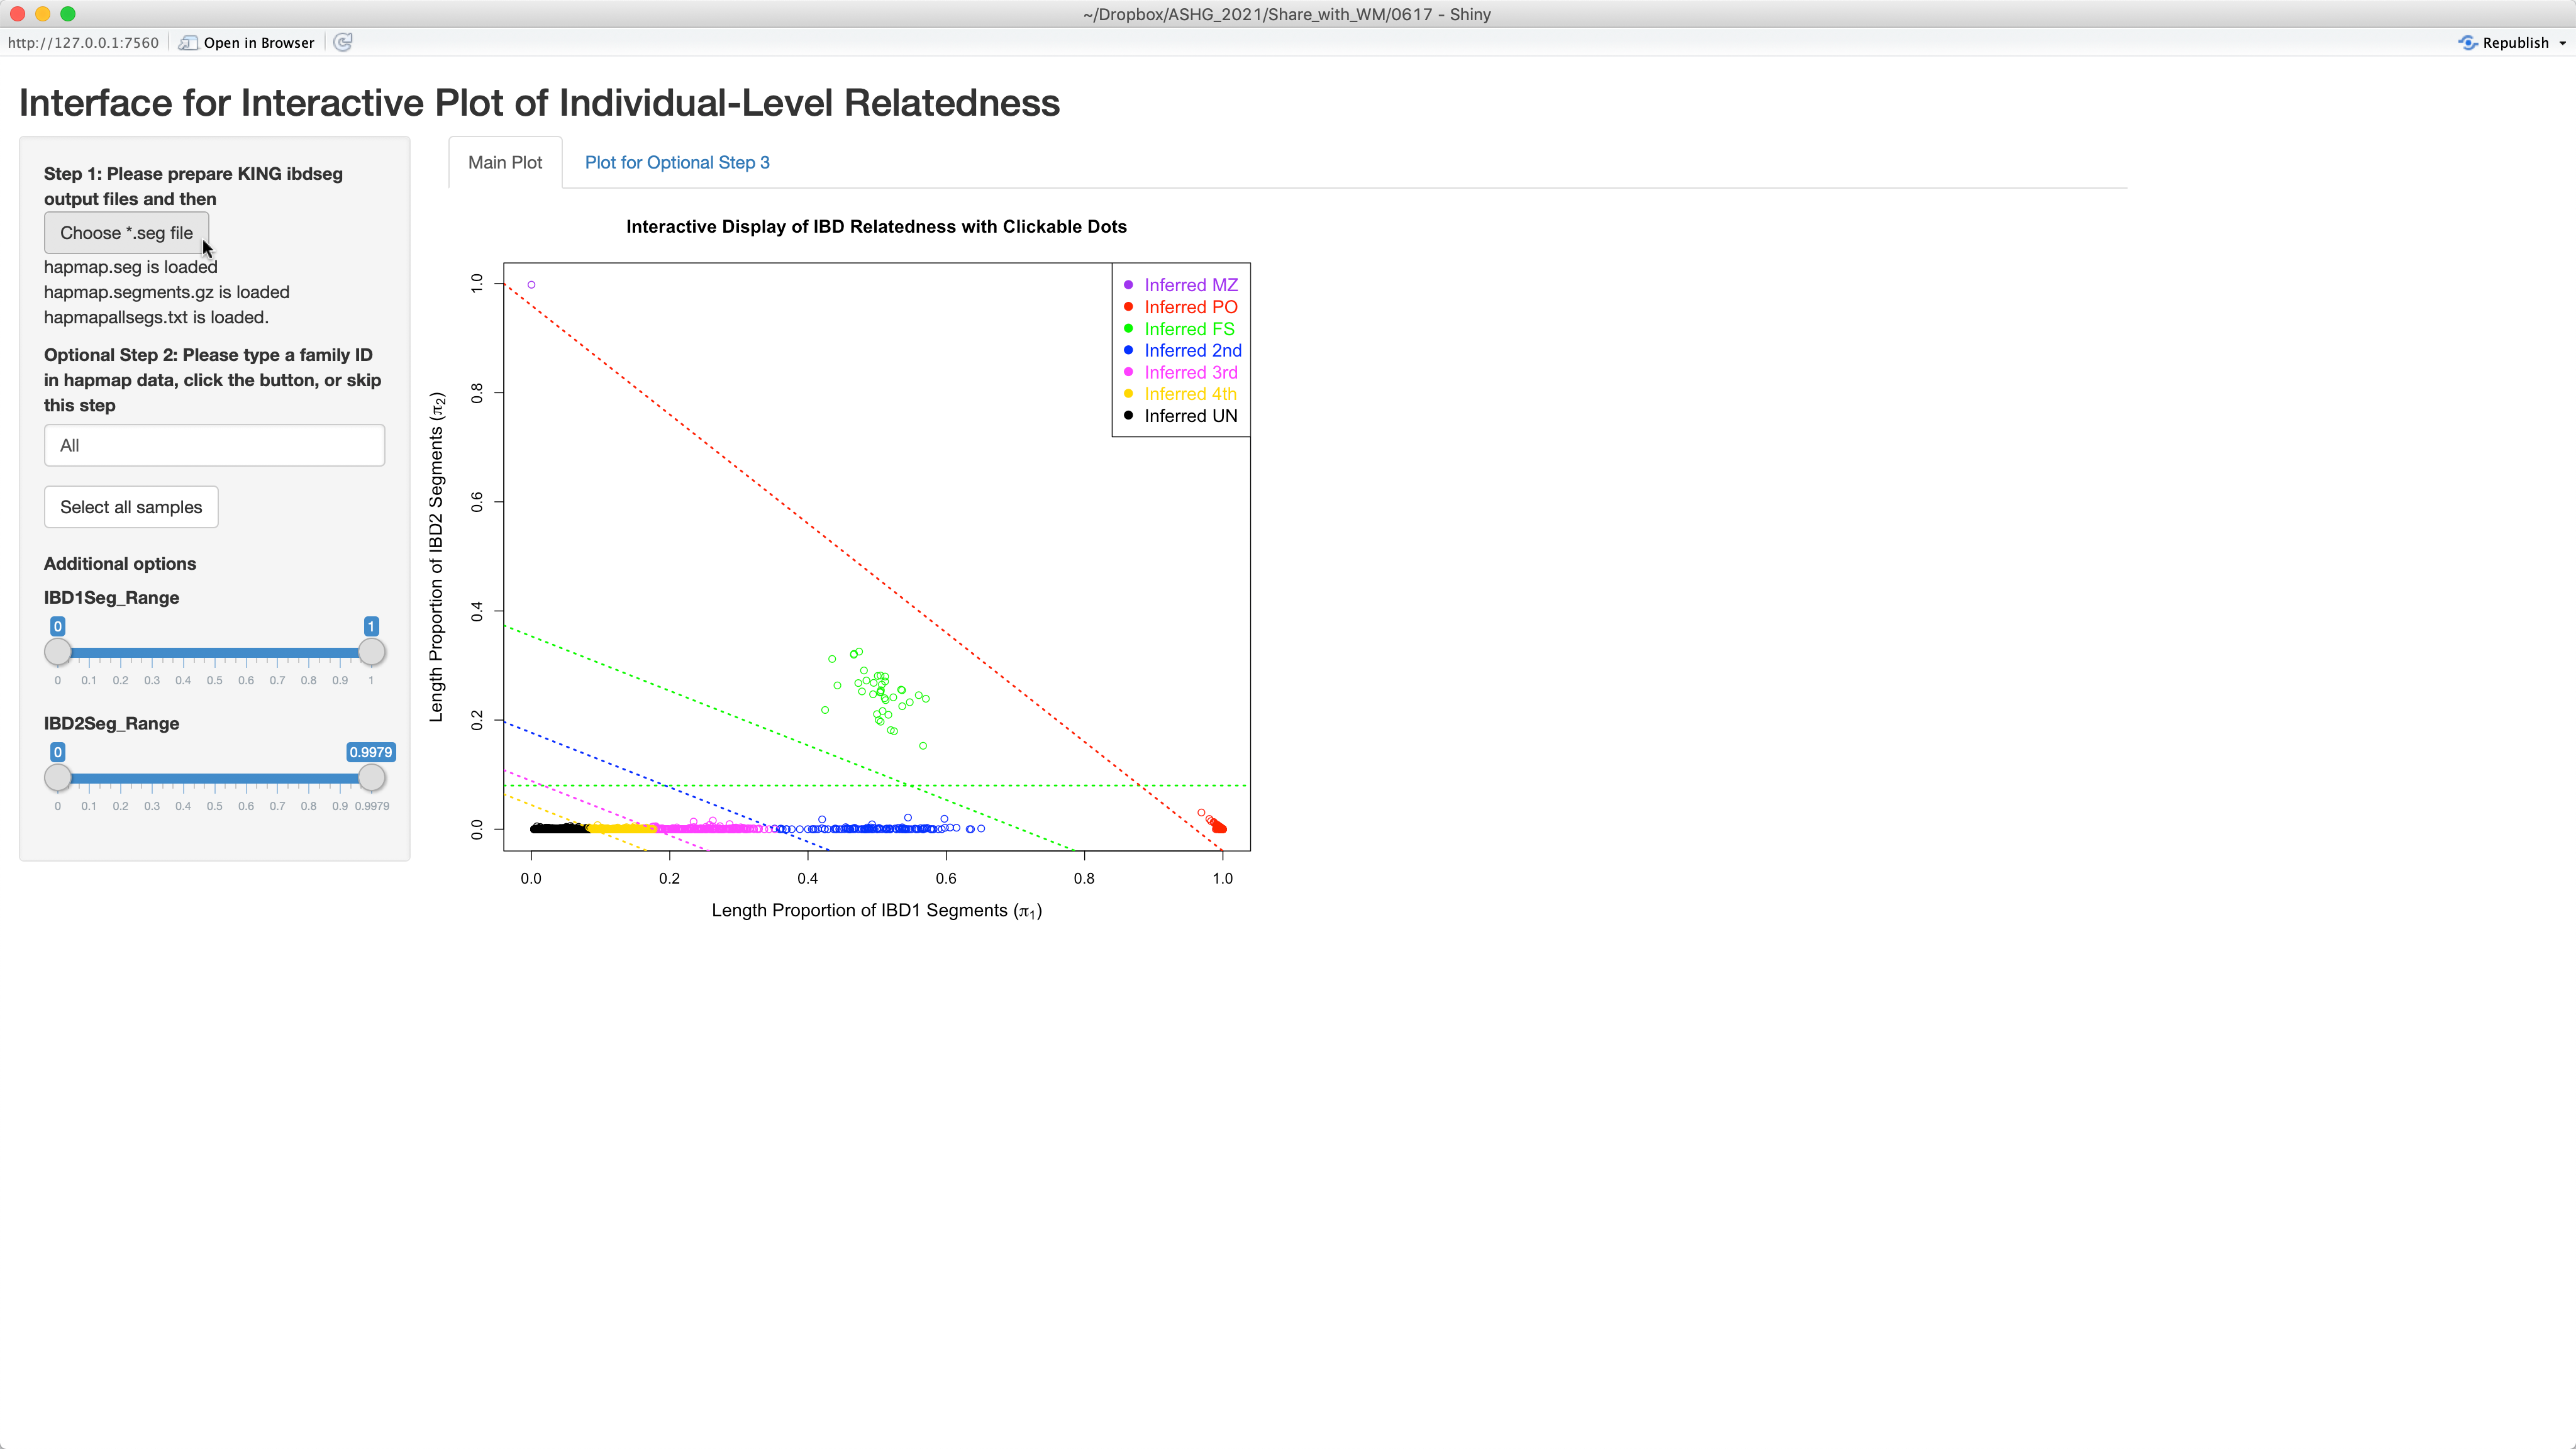 ~/Dropbox/ASHG_2021/Share_with_WM/0617 - Shiny
http://127.0.0.1:7560
Open in Browser
Republish
Interface for Interactive Plot of Individual-Level Relatedness
Step 1: Please prepare KING ibdseg
output files and then
Choose *.seg file
hapmap.seg is loaded
hapmap.segments.gz is loaded
hapmapallsegs.txt is loaded.
Optional Step 2: Please type a family ID
in hapmap data, click the button, or skip
this step
All
Select all samples
Additional options
IBD1Seg_Range
0 1
0 0.1 0.2 0.3 0.4 0.5 0.6 0.7 0.8 0.9 1
IBD2Seg_Range
0 0.9979
0 0.1 0.2 0.3 0.4 0.5 0.6 0.7 0.8 0.9 0.9979
Main Plot
Plot for Optional Step 3
Interactive Display of IBD Relatedness with Clickable Dots
Inferred MZ
Inferred PO
Inferred FS
Inferred 2nd
Inferred 3rd
Inferred 4th
Inferred UN
Length Proportion of IBD2 Segments (π2)
1.0
0.8
0.6
0.4
0.2
0.0
0.0 0.2 0.4 0.6 0.8 1.0
Length Proportion of IBD1 Segments (π1)